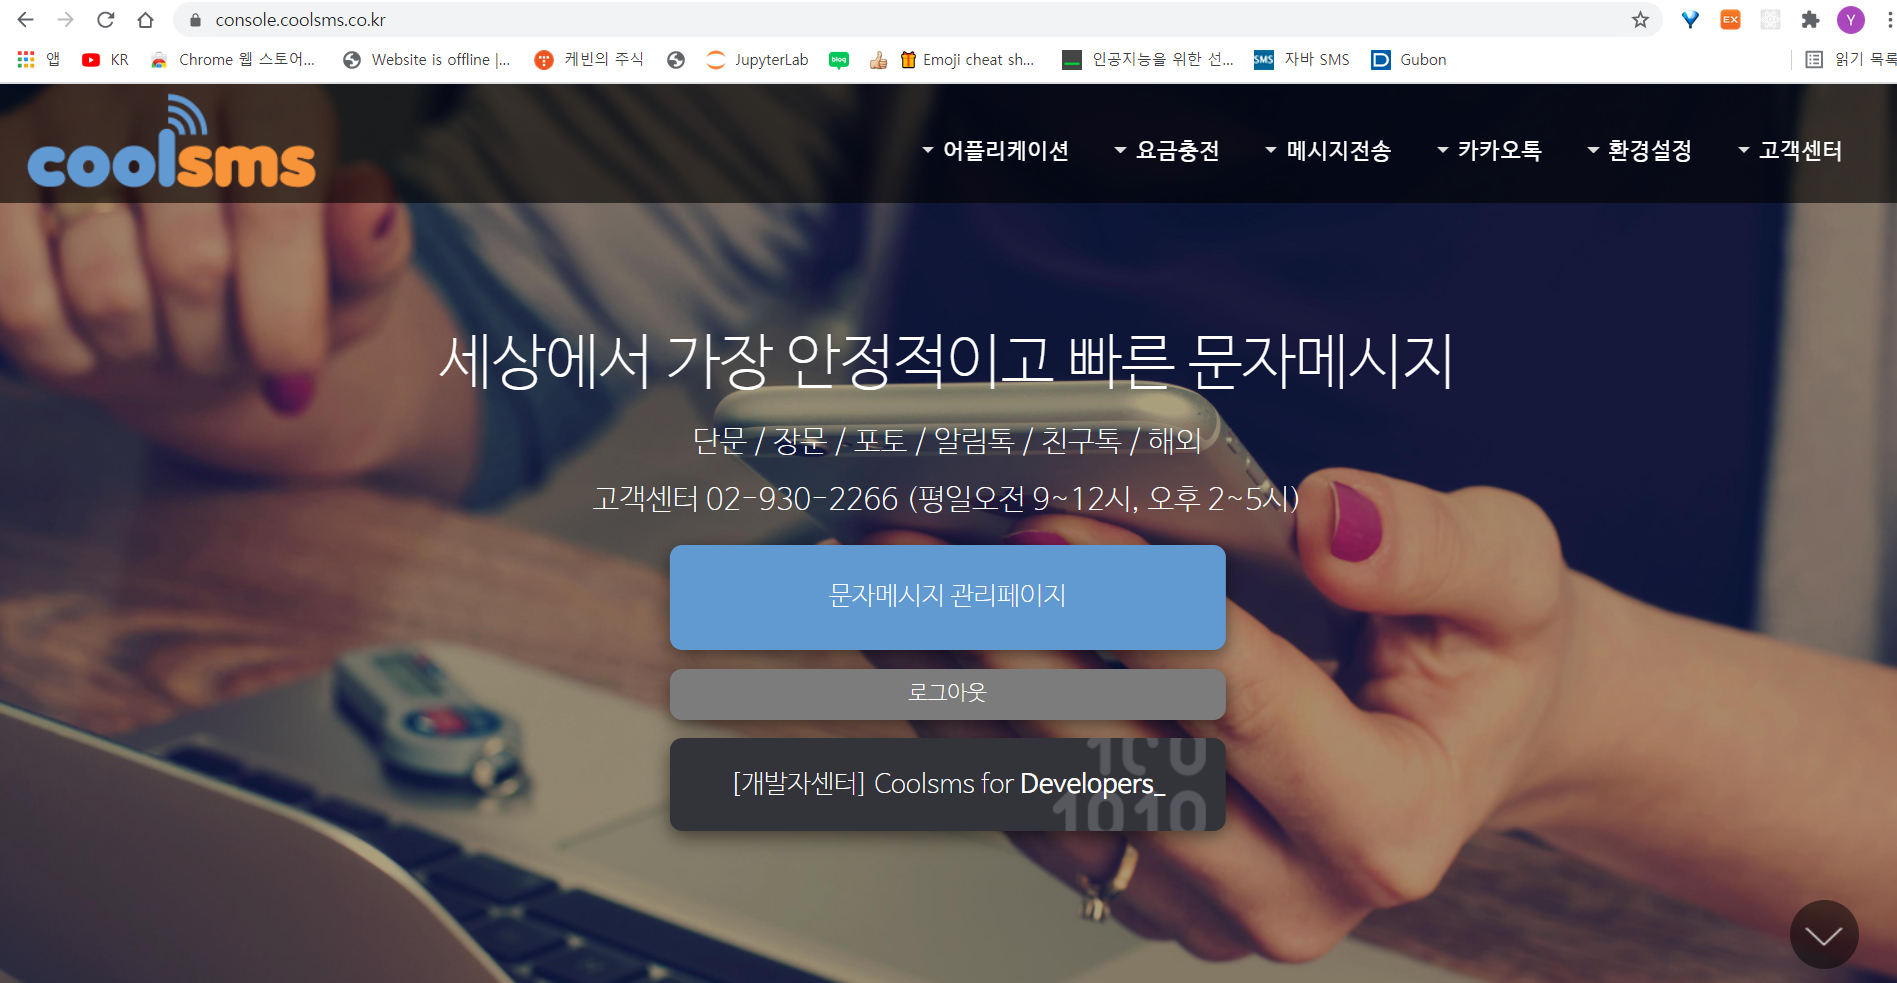 console.coolsms.co.kr
Y
앱 KR Chrome 웹 스토어... Website is offline |... 케빈의 주식 JupyterLab blog Emoji cheat sh... 인공지능을 위한 선... SMS 자바 SMS Gubon 읽기 목록
EX
coolsms
어플리케이션 요금충전 메시지전송 카카오톡 환경설정 고객센터
세상에서 가장 안정적이고 빠른 문자메시지
단문 / 장문 / 포토 / 알림톡 / 친구톡 / 해외
고객센터 02-930-2266 (평일오전 9~12시, 오후 2~5시)
문자메시지 관리페이지
로그아웃
[개발자센터] Coolsms for Developers_
1010